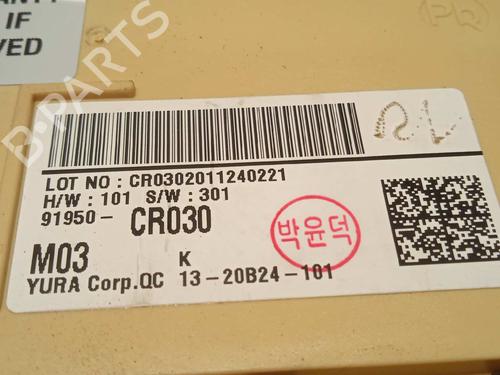 IF
VED
LOT NO : CR0302011240221
H/W : 101 S/W : 301
91950- CR030
M03 K
YURA Corp.QC 13-20B24-101
박윤덕
B-PARTS